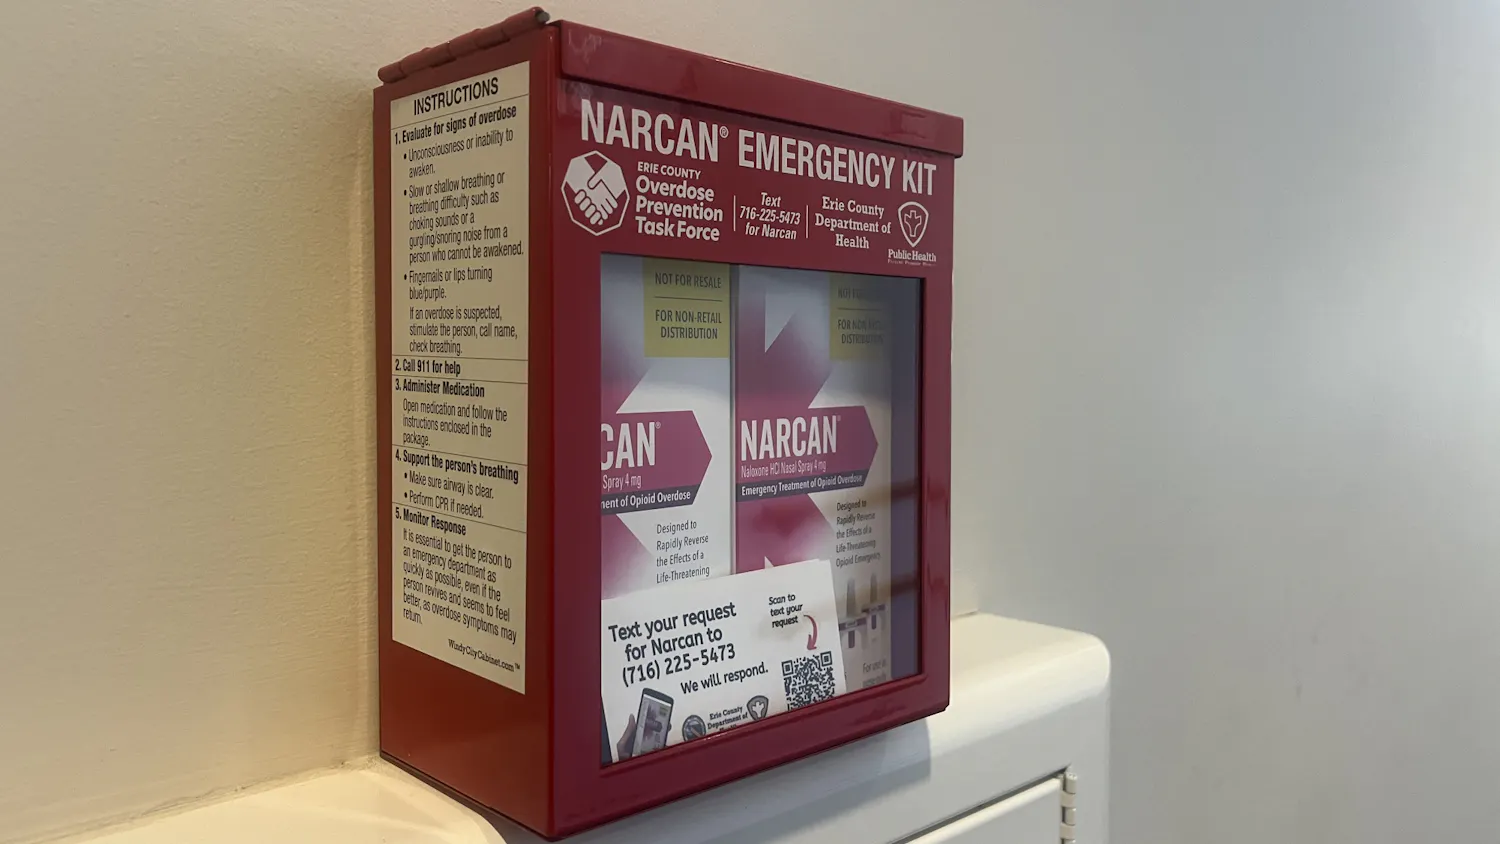 INSTRUCTIONS
1. Evaluate for signs of overdose
• Unconsciousness or inability to
awaken.
• Slow or shallow breathing or
breathing difficulty such as
choking sounds or a
gurgling/snoring noise from a
person who cannot be awakened.
• Fingernails or lips turning
blue/purple.
If an overdose is suspected,
stimulate the person, call name,
check breathing.
2. Call 911 for help
3. Administer Medication
Open medication and follow the
instructions enclosed in the
package.
4. Support the person's breathing
• Make sure airway is clear.
• Perform CPR if needed.
5. Monitor Response
It is essential to get the person to
an emergency department as
quickly as possible, even if the
person revives and seems to feel
better, as overdose symptoms may
return.
WindyCityCabinet.com™
NARCAN® EMERGENCY KIT
ERIE COUNTY
Overdose
Prevention
Task Force
Text
716-225-5473
for Narcan
Erie County
Department of
Health
Public Health
NOT FOR RESALE
FOR NON-RETAIL
DISTRIBUTION
CAN®
Spray 4 mg
ment of Opioid Overdose
Designed to
Rapidly Reverse
the Effects of a
Life-Threatening
NOT FOR
FOR NON-RETAIL
DISTRIBUTION
NARCAN®
Naloxone HCl Nasal Spray 4 mg
Emergency Treatment of Opioid Overdose
Designed to
Rapidly Reverse
the Effects of a
Life-Threatening
Opioid Emergency
For use in
Text your request
for Narcan to
(716) 225-5473
We will respond.
Scan to
text your
request
Erie County
Department of
Health